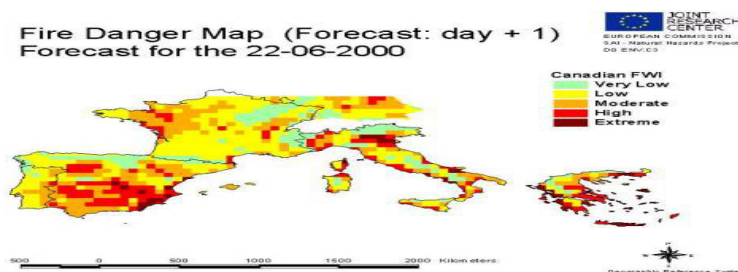 Fire Danger Map (Forecast: day + 1)
Forecast for the 22-06-2000
JOINT
RESEARCH
CENTER
EUROPEAN COMMISSION
SAI - Natural Hazards Project
DG ENV.C3
Canadian FWI
Very Low
Low
Moderate
High
Extreme
500 0 500 1000 1500 2000 Kilometers
N
S